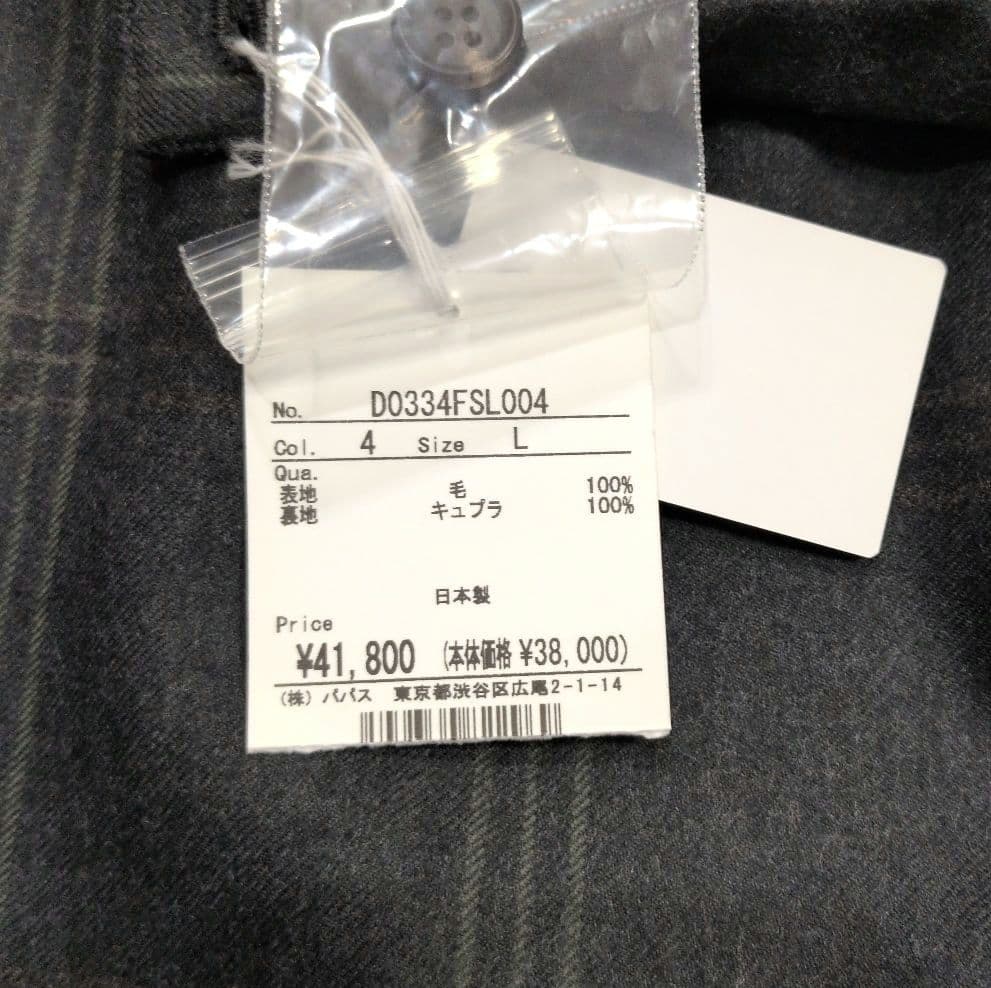 No. D0334FSL004
Col. 4 Size L
Qua.
表地 毛 100%
裏地 キュプラ 100%
日本製
Price
¥41,800 (本体価格 ¥38,000)
(株) パパス 東京都渋谷区広尾2-1-14